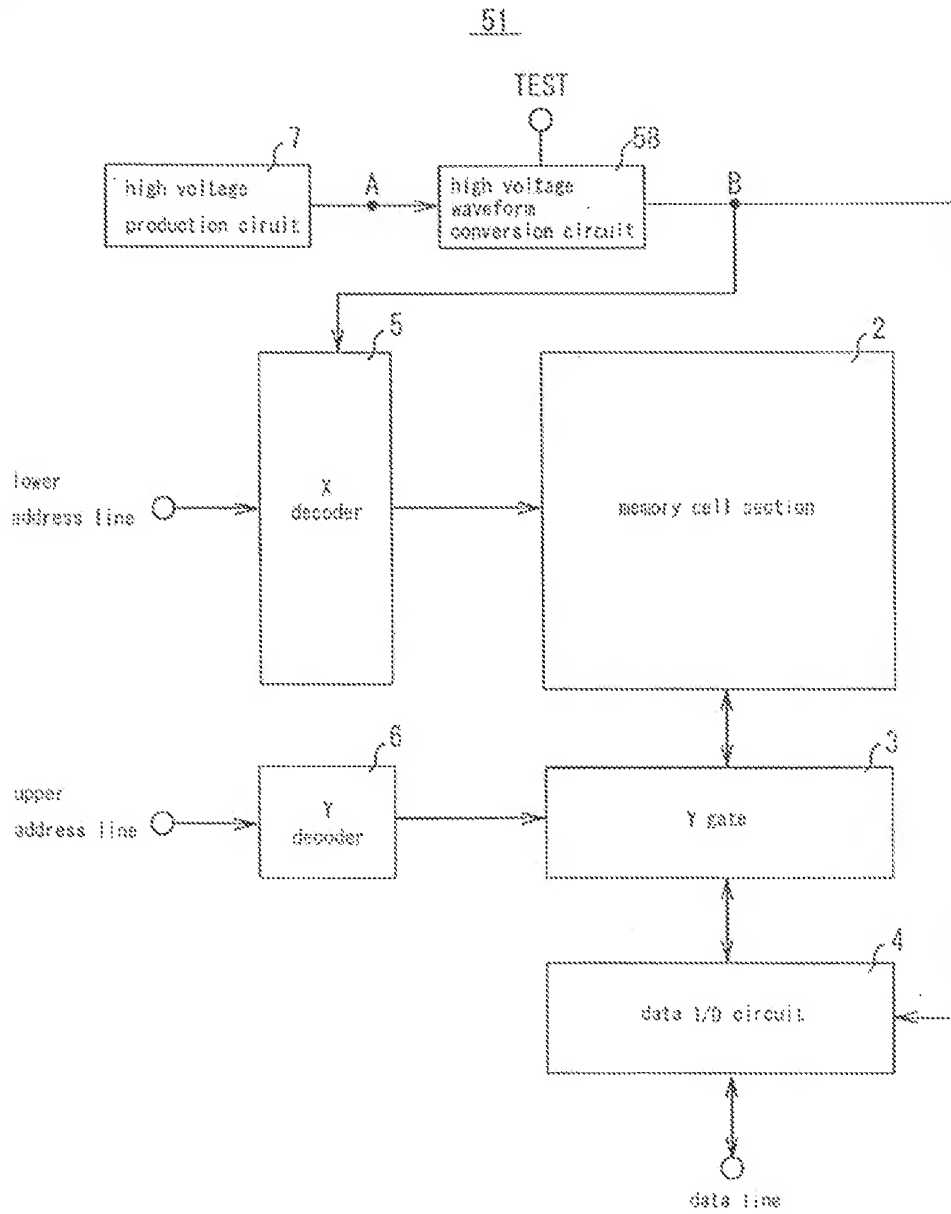 51
TEST
7
58
high voltage
production ciruit
A
high voltage
waveform
conversion circuit
B
5
2
lower
address line
X
decoder
memory cell section
6
3
upper
address line
Y
decoder
Y gate
4
data I/O circuit
data line